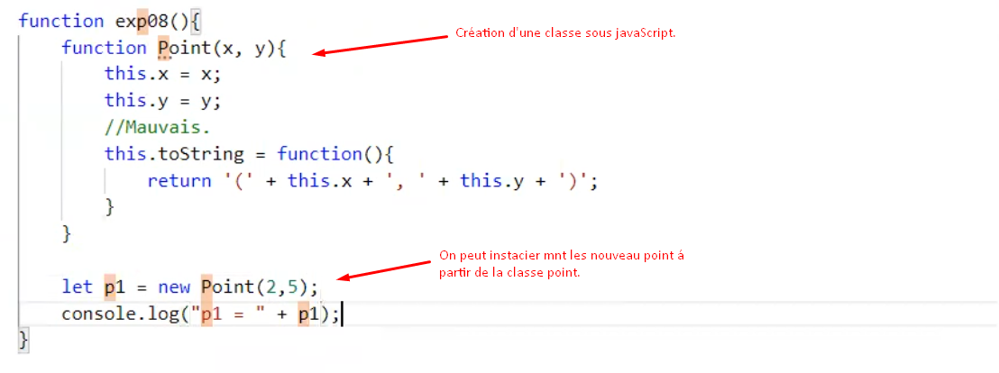 function exp08(){
function Point(x, y){
Création d'une classe sous javaScript.
this.x = x;
this.y = y;
//Mauvais.
this.toString = function(){
return '(' + this.x + ', ' + this.y + ')';
}
}
On peut instacier mnt les nouveau point á
partir de la classe point.
let p1 = new Point(2,5);
console.log("p1 = " + p1);
}